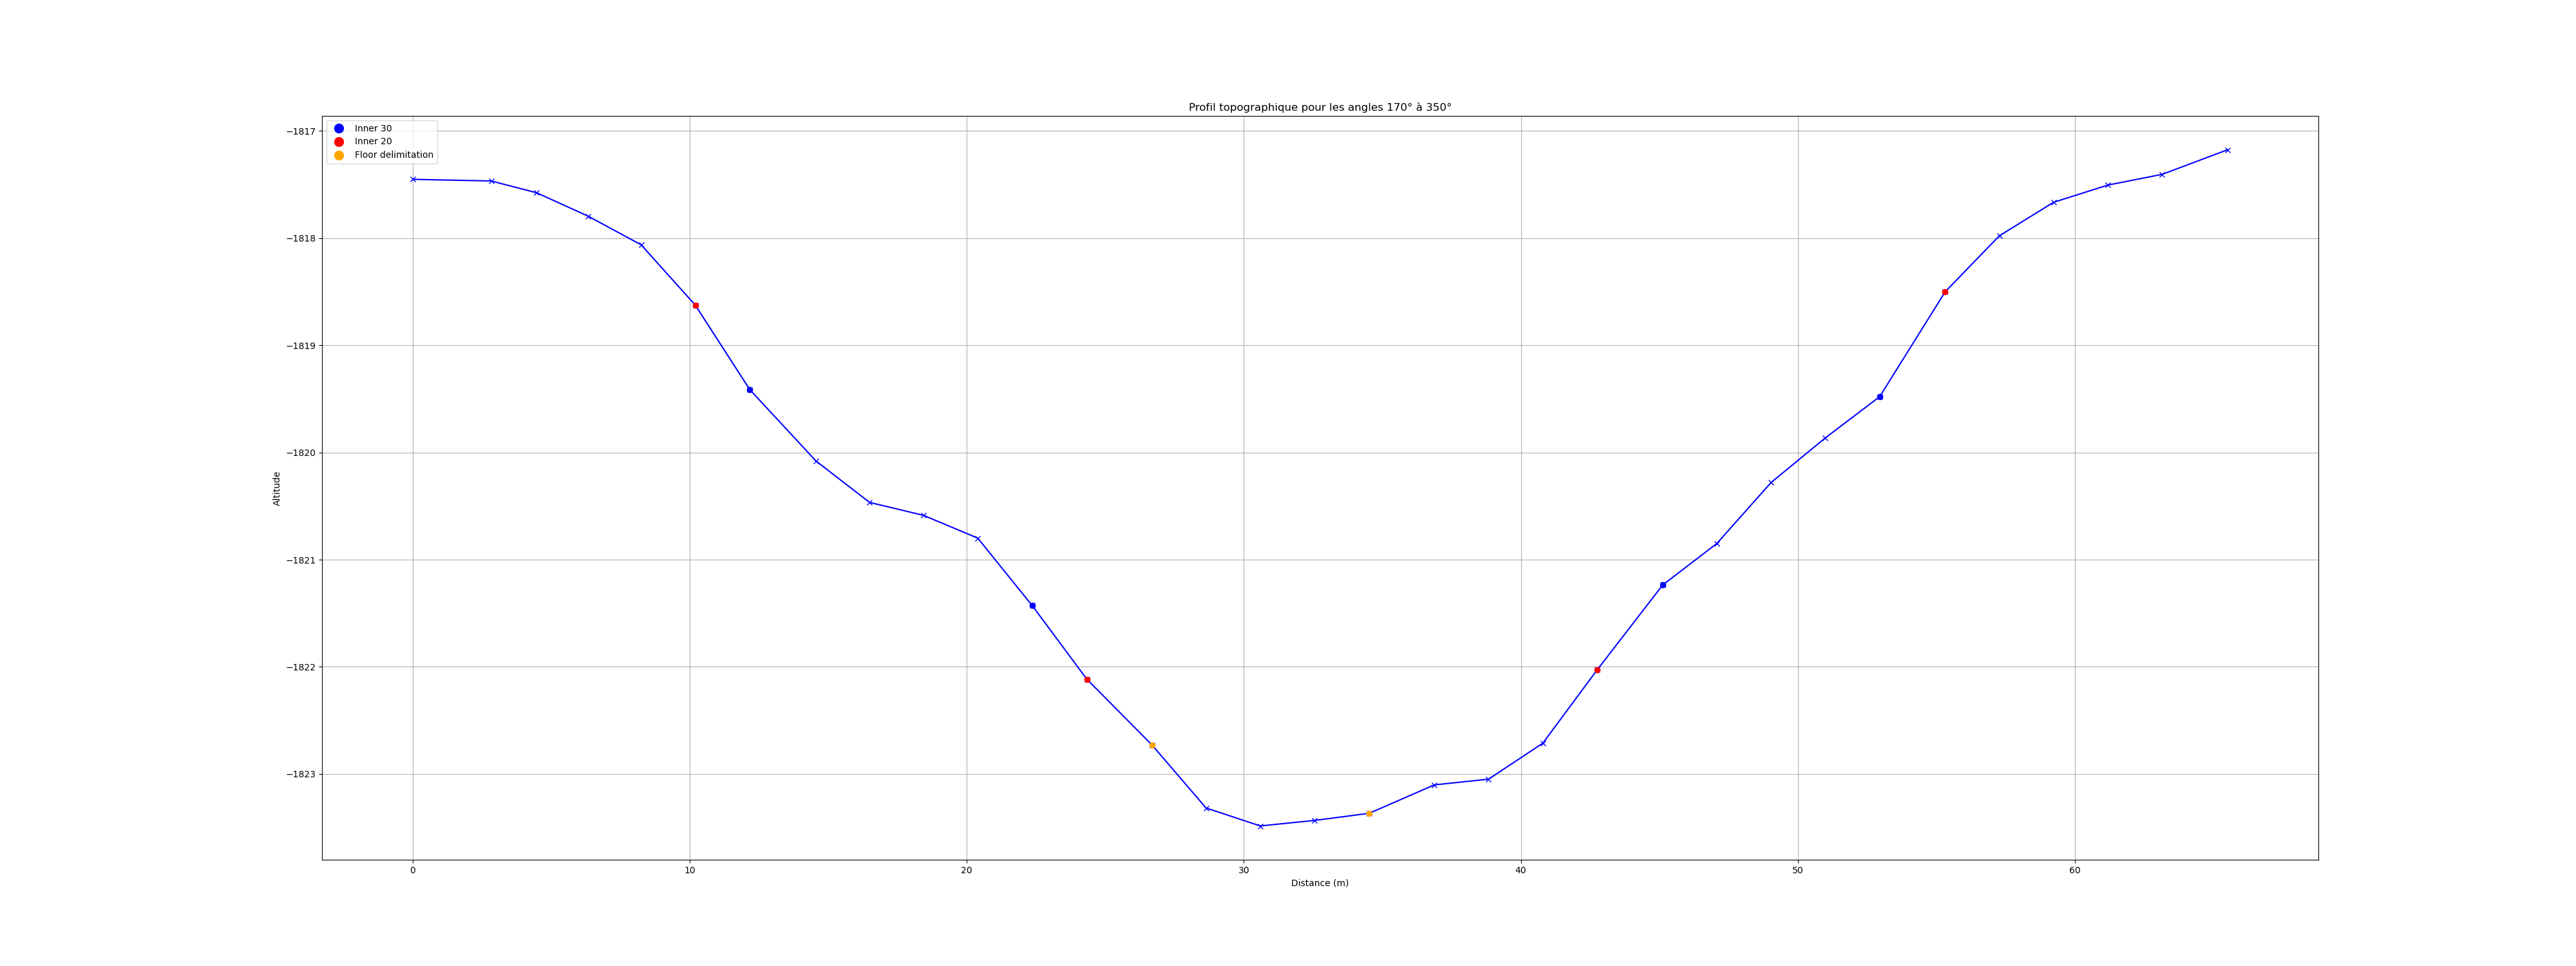 Profil topographique pour les angles 170° à 350°
Inner 30
Inner 20
Floor delimitation
−1817
−1818
−1819
−1820
−1821
−1822
−1823
Altitude
0 10 20 30 40 50 60
Distance (m)